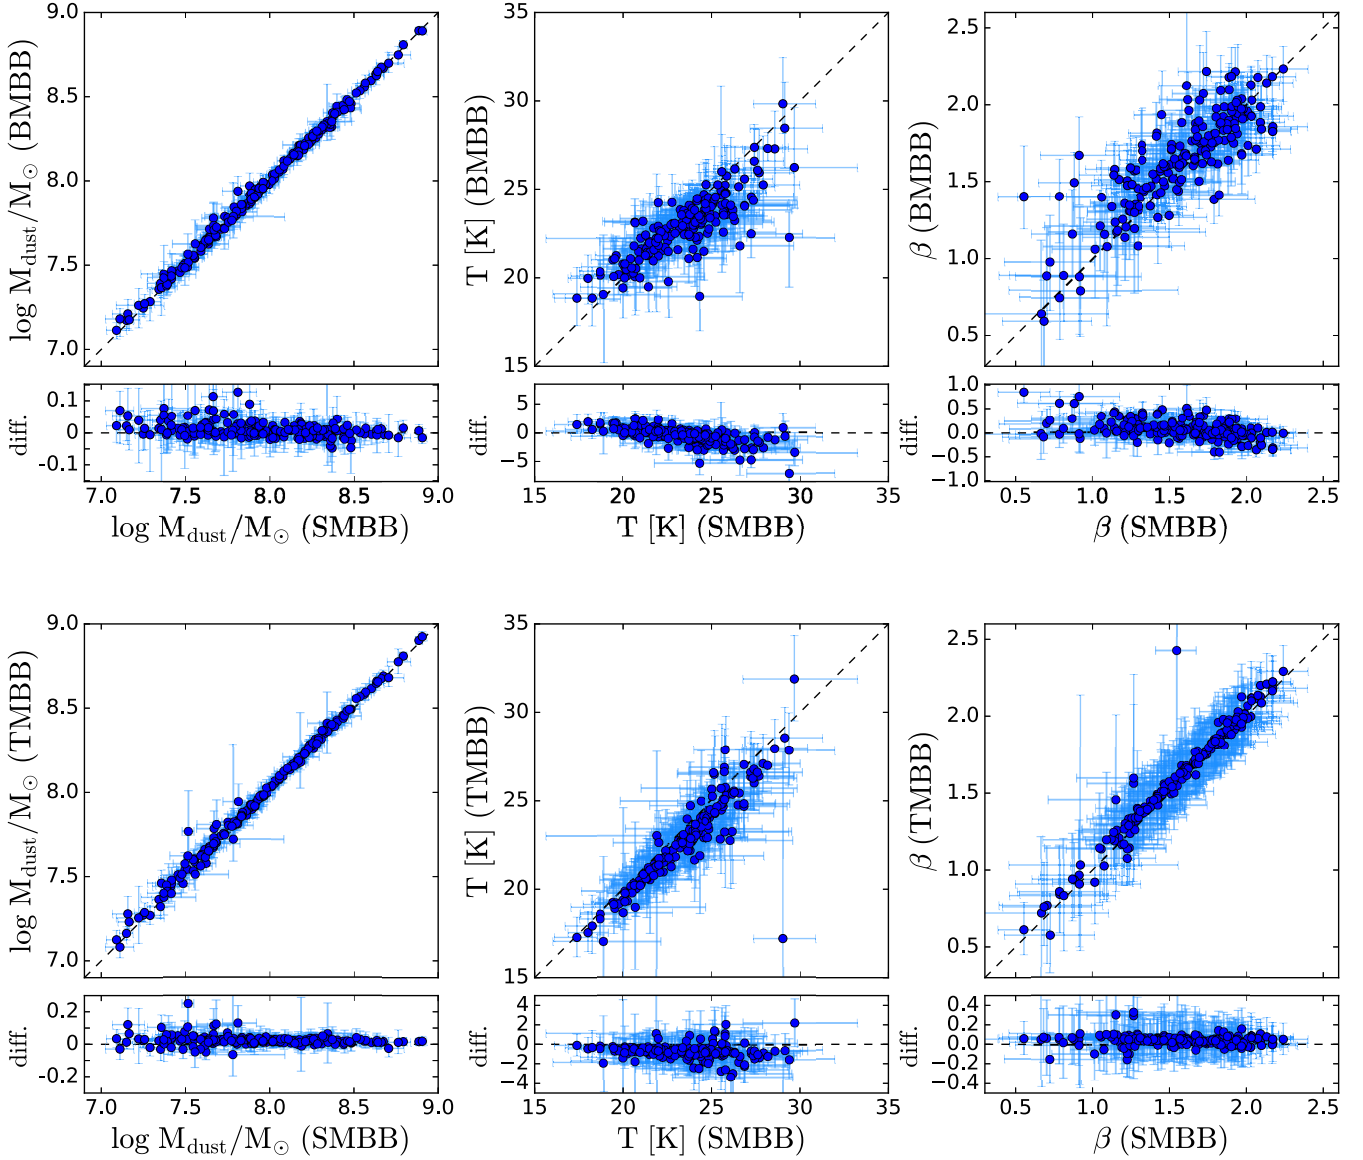 9.0
8.5
8.0
7.5
7.0
log M_dust/M_⊙ (BMBB)
0.1
0
-0.1
diff.
7.0 7.5 8.0 8.5 9.0
log M_dust/M_⊙ (SMBB)
35
30
25
20
15
T [K] (BMBB)
5
0
−5
diff.
15 20 25 30 35
T [K] (SMBB)
2.5
2.0
1.5
1.0
0.5
β (BMBB)
1.0
0.5
0.0
−0.5
−1.0
diff.
0.5 1.0 1.5 2.0 2.5
β (SMBB)
9.0
8.5
8.0
7.5
7.0
log M_dust/M_⊙ (TMBB)
0.2
0
-0.2
diff.
7.0 7.5 8.0 8.5 9.0
log M_dust/M_⊙ (SMBB)
35
30
25
20
15
T [K] (TMBB)
4
2
0
−2
−4
diff.
15 20 25 30 35
T [K] (SMBB)
2.5
2.0
1.5
1.0
0.5
β (TMBB)
0.4
0.2
0.0
−0.2
−0.4
diff.
0.5 1.0 1.5 2.0 2.5
β (SMBB)